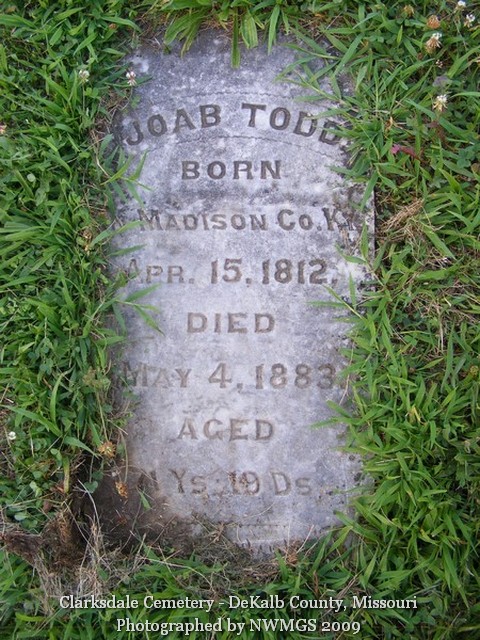 JOAB TODD
BORN
MADISON CO. KY
APR. 15, 1812.
DIED
MAY 4, 1883
AGED
Ys. 19 Ds.
Clarksdale Cemetery - DeKalb County, Missouri
Photographed by NWMGS 2009